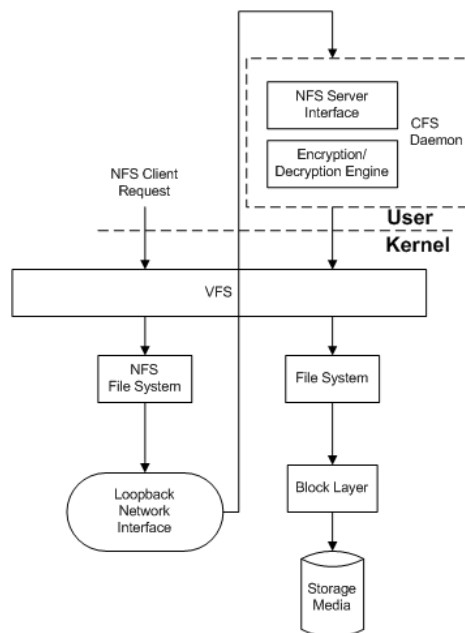 NFS Server
Interface
CFS
Daemon
Encryption/
Decryption Engine
NFS Client
Request
User
Kernel
VFS
NFS
File System
File System
Loopback
Network
Interface
Block Layer
Storage
Media